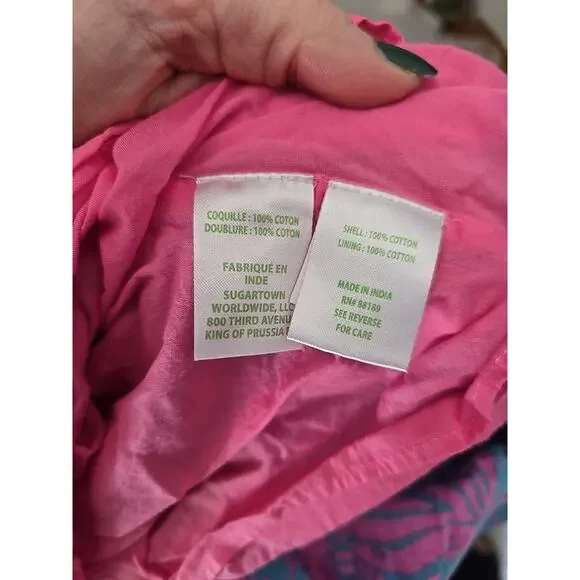 COQUILLE : 100% COTON
DOUBLURE : 100% COTON
FABRIQUÉ EN
INDE
SUGARTOWN
WORLDWIDE, LLC
800 THIRD AVENUE
KING OF PRUSSIA
SHELL : 100% COTTON
LINING : 100% COTTON
MADE IN INDIA
RN# 88169
SEE REVERSE
FOR CARE